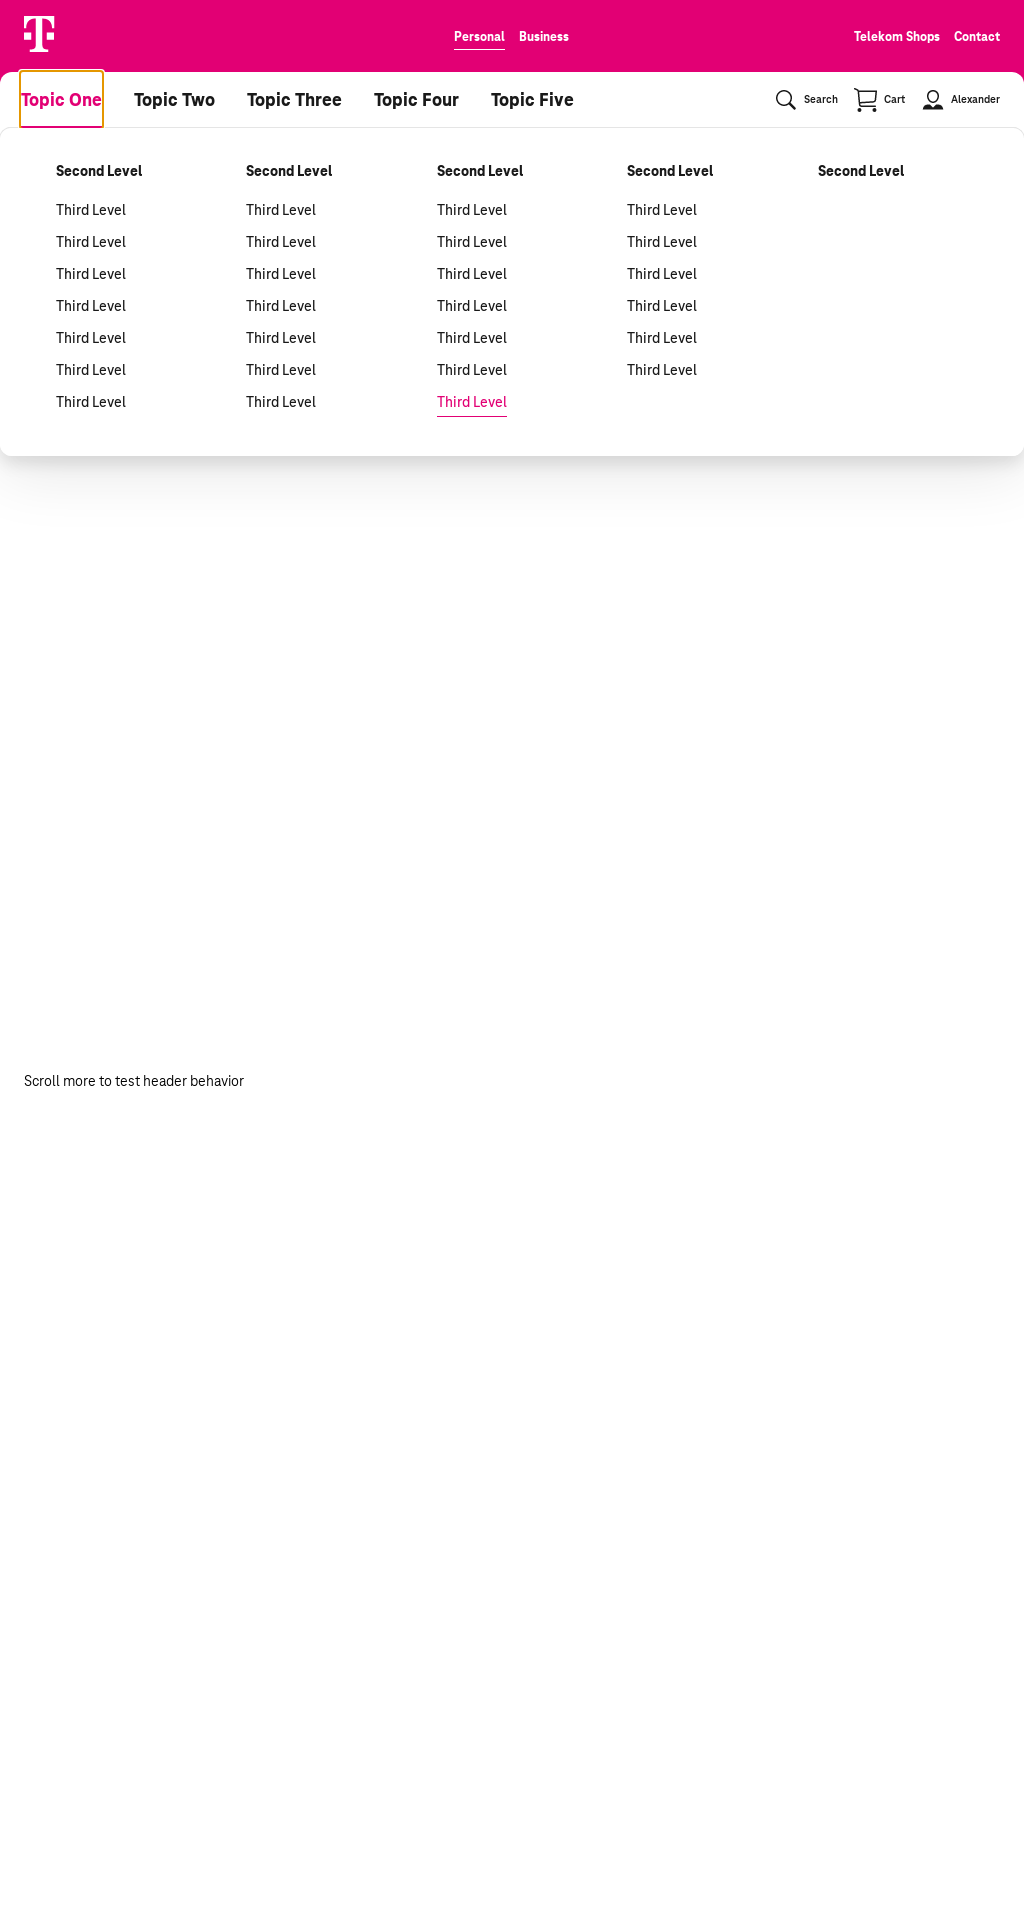 T
Personal Business
Telekom Shops Contact
Topic One Topic Two Topic Three Topic Four Topic Five
Search Cart Alexander
Second Level Second Level Second Level Second Level Second Level
Third Level Third Level Third Level Third Level
Third Level Third Level Third Level Third Level
Third Level Third Level Third Level Third Level
Third Level Third Level Third Level Third Level
Third Level Third Level Third Level Third Level
Third Level Third Level Third Level Third Level
Third Level Third Level Third Level
Scroll more to test header behavior